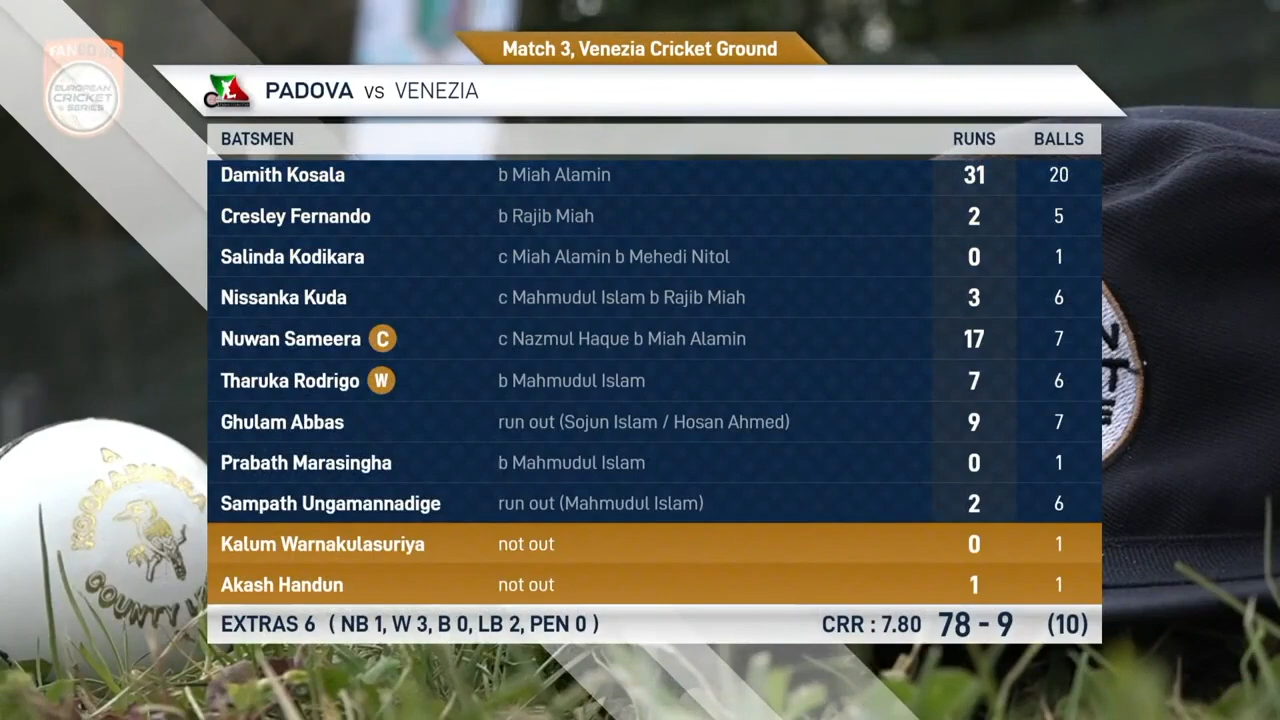 Match 3, Venezia Cricket Ground
FANCODE
EUROPEAN
CRICKET
SERIES
PADOVA vs VENEZIA
BATSMEN RUNS BALLS
Damith Kosala b Miah Alamin 31 20
Cresley Fernando b Rajib Miah 2 5
Salinda Kodikara c Miah Alamin b Mehedi Nitol 0 1
Nissanka Kuda c Mahmudul Islam b Rajib Miah 3 6
Nuwan Sameera C c Nazmul Haque b Miah Alamin 17 7
Tharuka Rodrigo W b Mahmudul Islam 7 6
Ghulam Abbas run out (Sojun Islam / Hosan Ahmed) 9 7
Prabath Marasingha b Mahmudul Islam 0 1
Sampath Ungamannadige run out (Mahmudul Islam) 2 6
Kalum Warnakulasuriya not out 0 1
Akash Handun not out 1 1
EXTRAS 6 ( NB 1, W 3, B 0, LB 2, PEN 0 ) CRR : 7.80 78 - 9 (10)
A
KOOKABURRA
COUNTY